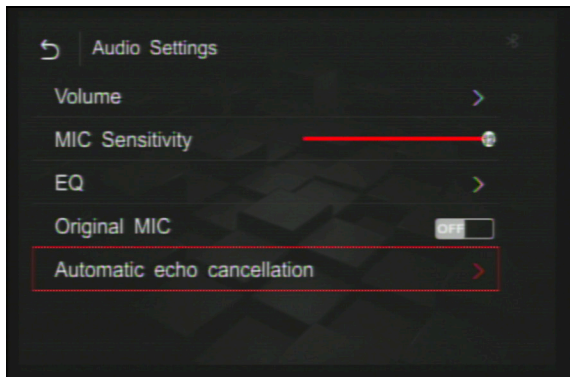 Audio Settings
Volume
MIC Sensitivity
EQ
Original MIC
OFF
Automatic echo cancellation